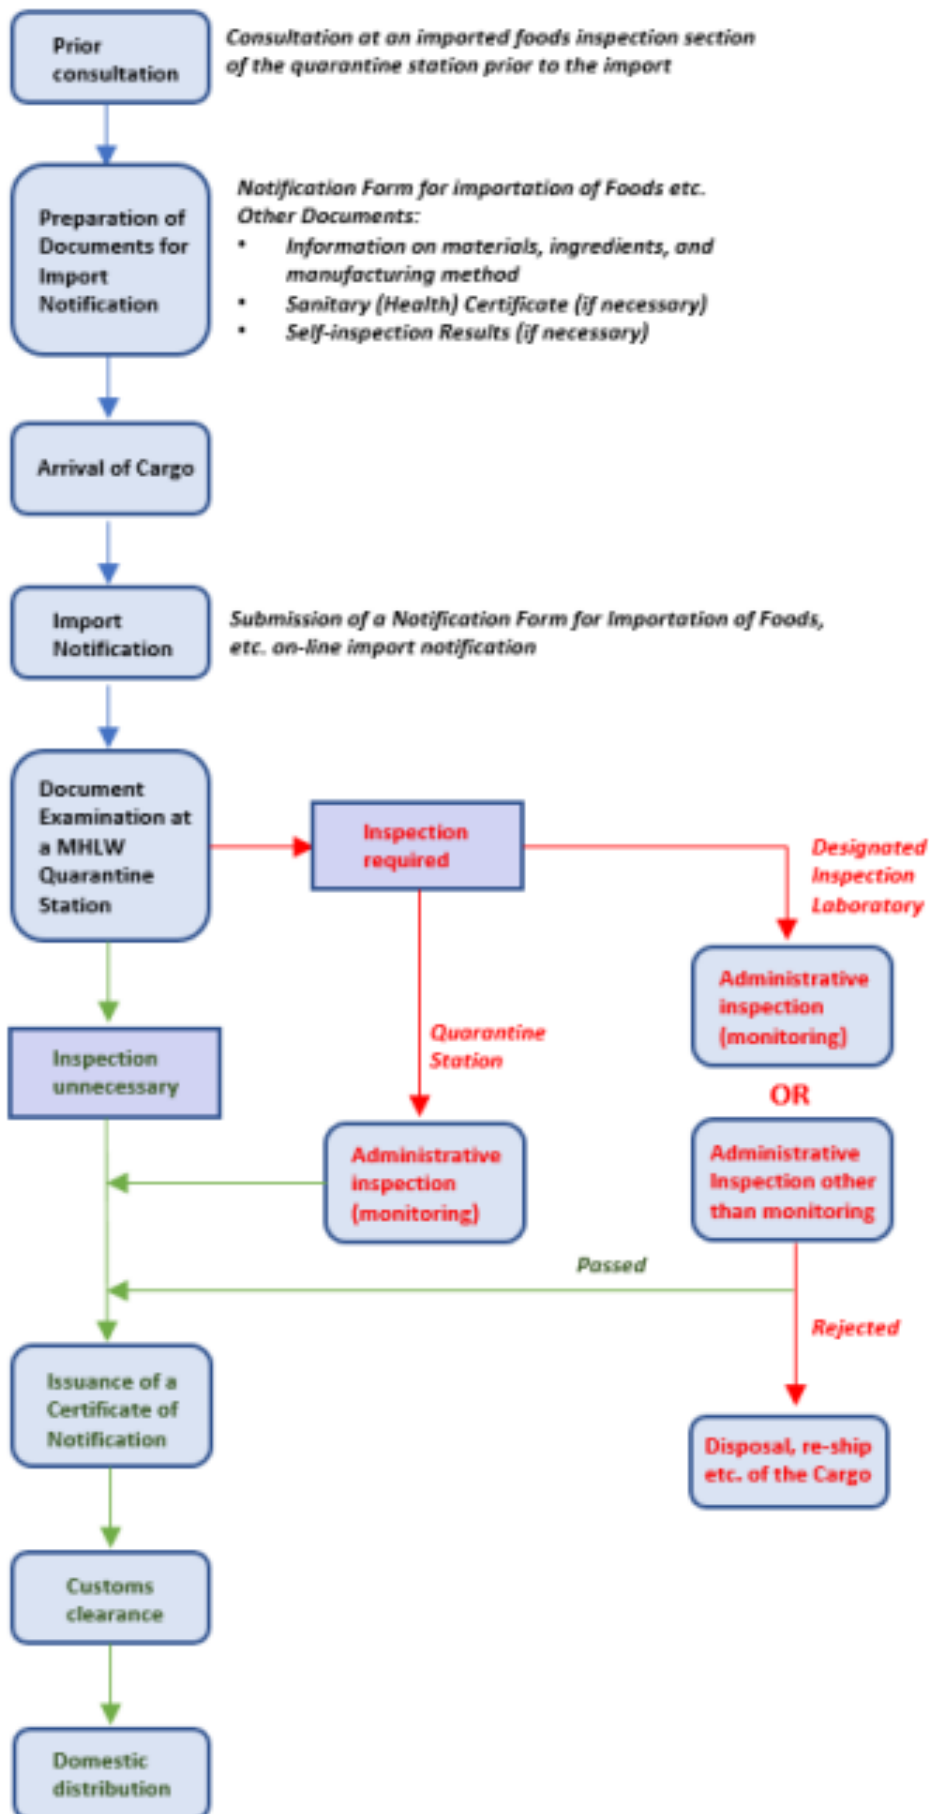 Prior
consultation
Consultation at an imported foods inspection section
of the quarantine station prior to the import
Preparation of
Documents for
Import
Notification
Notification Form for importation of Foods etc.
Other Documents:
• Information on materials, ingredients, and
manufacturing method
• Sanitary (Health) Certificate (if necessary)
• Self-inspection Results (if necessary)
Arrival of Cargo
Import
Notification
Submission of a Notification Form for Importation of Foods,
etc. on-line import notification
Document
Examination at
a MHLW
Quarantine
Station
Inspection
required
Designated
Inspection
Laboratory
Administrative
inspection
(monitoring)
Quarantine
Station
Inspection
unnecessary
OR
Administrative
inspection
(monitoring)
Administrative
Inspection other
than monitoring
Passed
Rejected
Issuance of a
Certificate of
Notification
Disposal, re-ship
etc. of the Cargo
Customs
clearance
Domestic
distribution